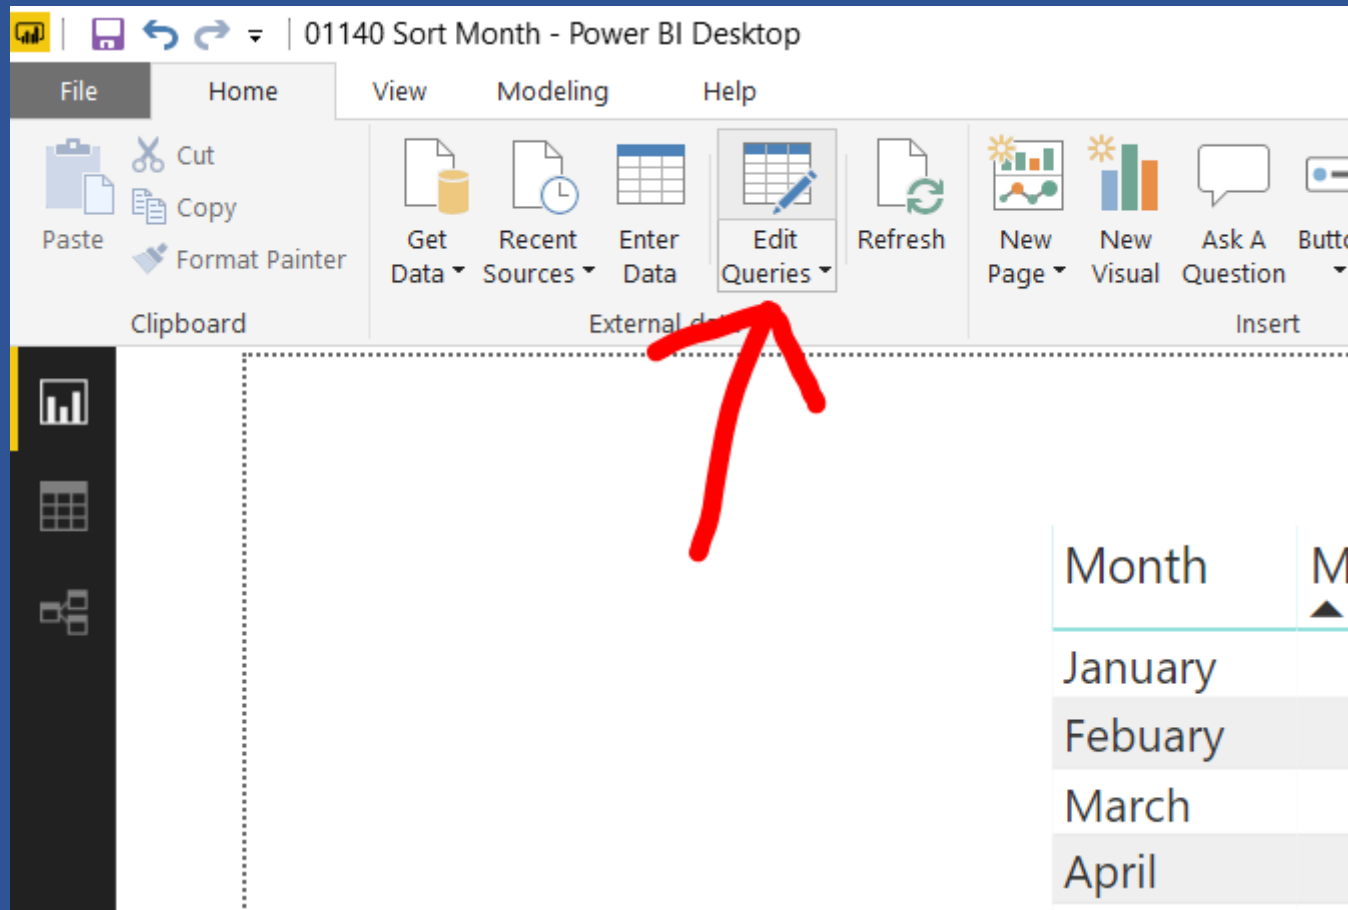 01140 Sort Month - Power BI Desktop
File Home View Modeling Help
Cut
Copy
Format Painter
Paste
Get Data
Recent Sources
Enter Data
Edit Queries
Refresh
New Page
New Visual
Ask A Question
Clipboard
External
Insert
Month
January
Febuary
March
April